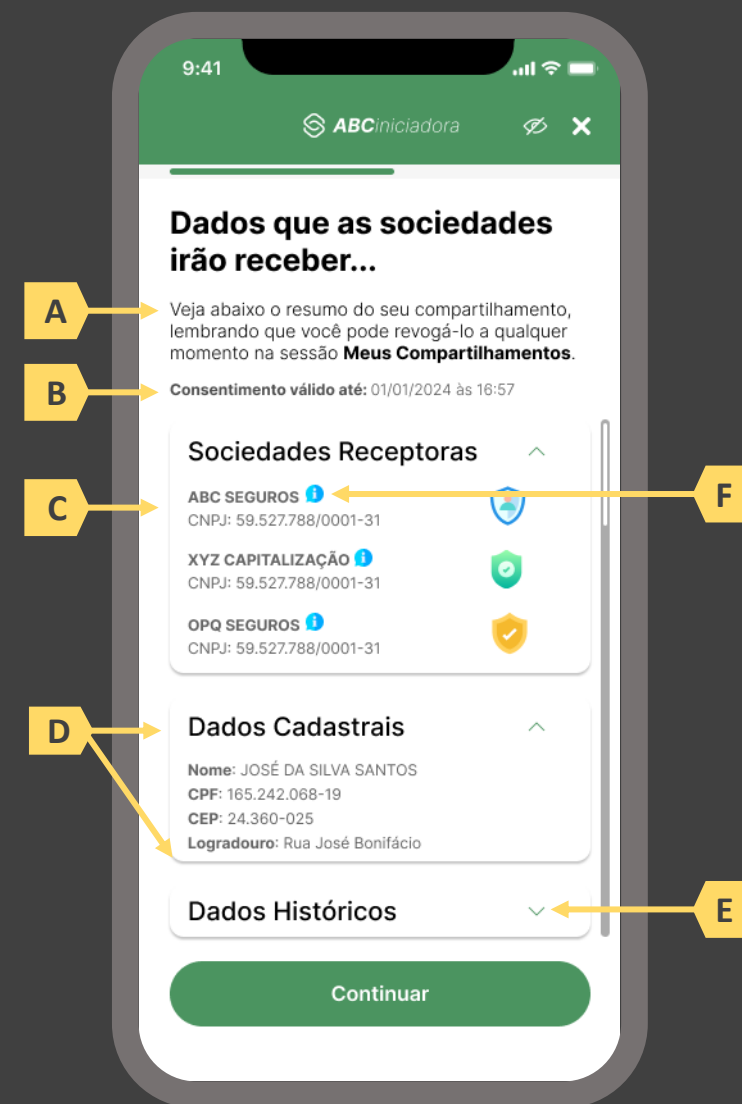 9:41
ABCiniciadora
Dados que as sociedades
irão receber...
A
Veja abaixo o resumo do seu compartilhamento,
lembrando que você pode revogá-lo a qualquer
momento na sessão Meus Compartilhamentos.
B
Consentimento válido até: 01/01/2024 às 16:57
Sociedades Receptoras
C
ABC SEGUROS i
F
CNPJ: 59.527.788/0001-31
XYZ CAPITALIZAÇÃO i
CNPJ: 59.527.788/0001-31
OPQ SEGUROS i
CNPJ: 59.527.788/0001-31
D
Dados Cadastrais
Nome: JOSÉ DA SILVA SANTOS
CPF: 165.242.068-19
CEP: 24.360-025
Logradouro: Rua José Bonifácio
Dados Históricos
E
Continuar